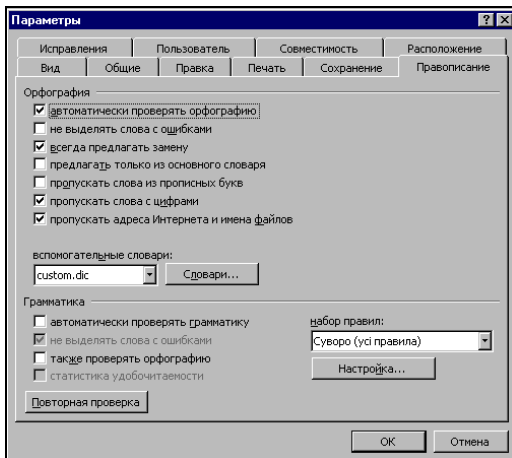 Параметры
Исправления Пользователь Совместимость Расположение
Вид Общие Правка Печать Сохранение Правописание
Орфография
автоматически проверять орфографию
не выделять слова с ошибками
всегда предлагать замену
предлагать только из основного словаря
пропускать слова из прописных букв
пропускать слова с цифрами
пропускать адреса Интернета и имена файлов
вспомогательные словари:
custom.dic Словари...
Грамматика
автоматически проверять грамматику набор правил:
не выделять слова с ошибками Суворо (усі правила)
также проверять орфографию
статистика удобочитаемости Настройка...
Повторная проверка
OK Отмена